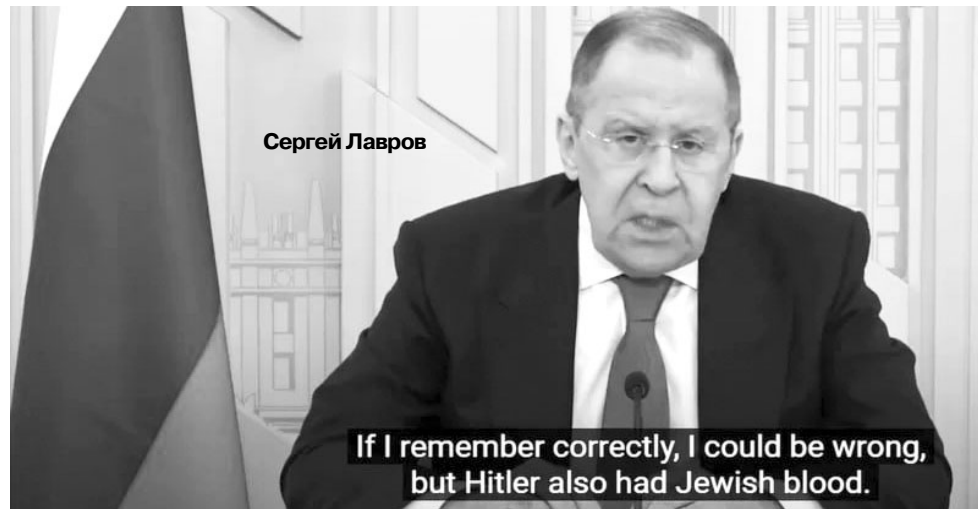 Сергей Лавров
If I remember correctly, I could be wrong,
but Hitler also had Jewish blood.